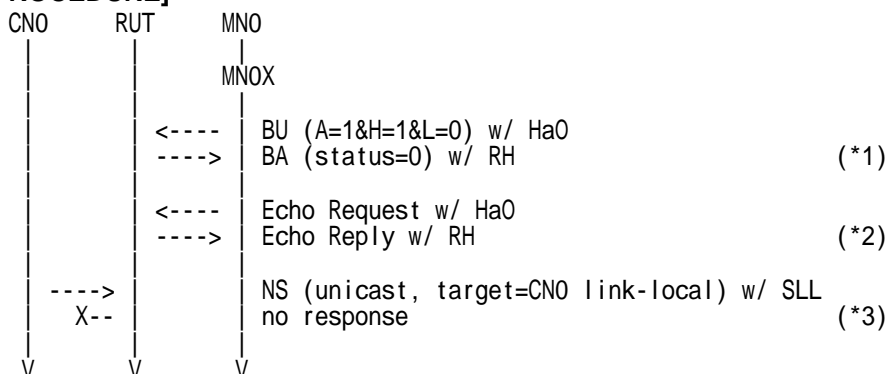 CN0 RUT MN0
| | |
| | MN0X
| | |
| | <---- | BU (A=1&H=1&L=0) w/ HaO
| | ----> | BA (status=0) w/ RH (*1)
| | |
| | <---- | Echo Request w/ HaO
| | ----> | Echo Reply w/ RH (*2)
| | |
| ----> | | NS (unicast, target=CN0 link-local) w/ SLL
| X-- | | no response (*3)
| | |
V V V